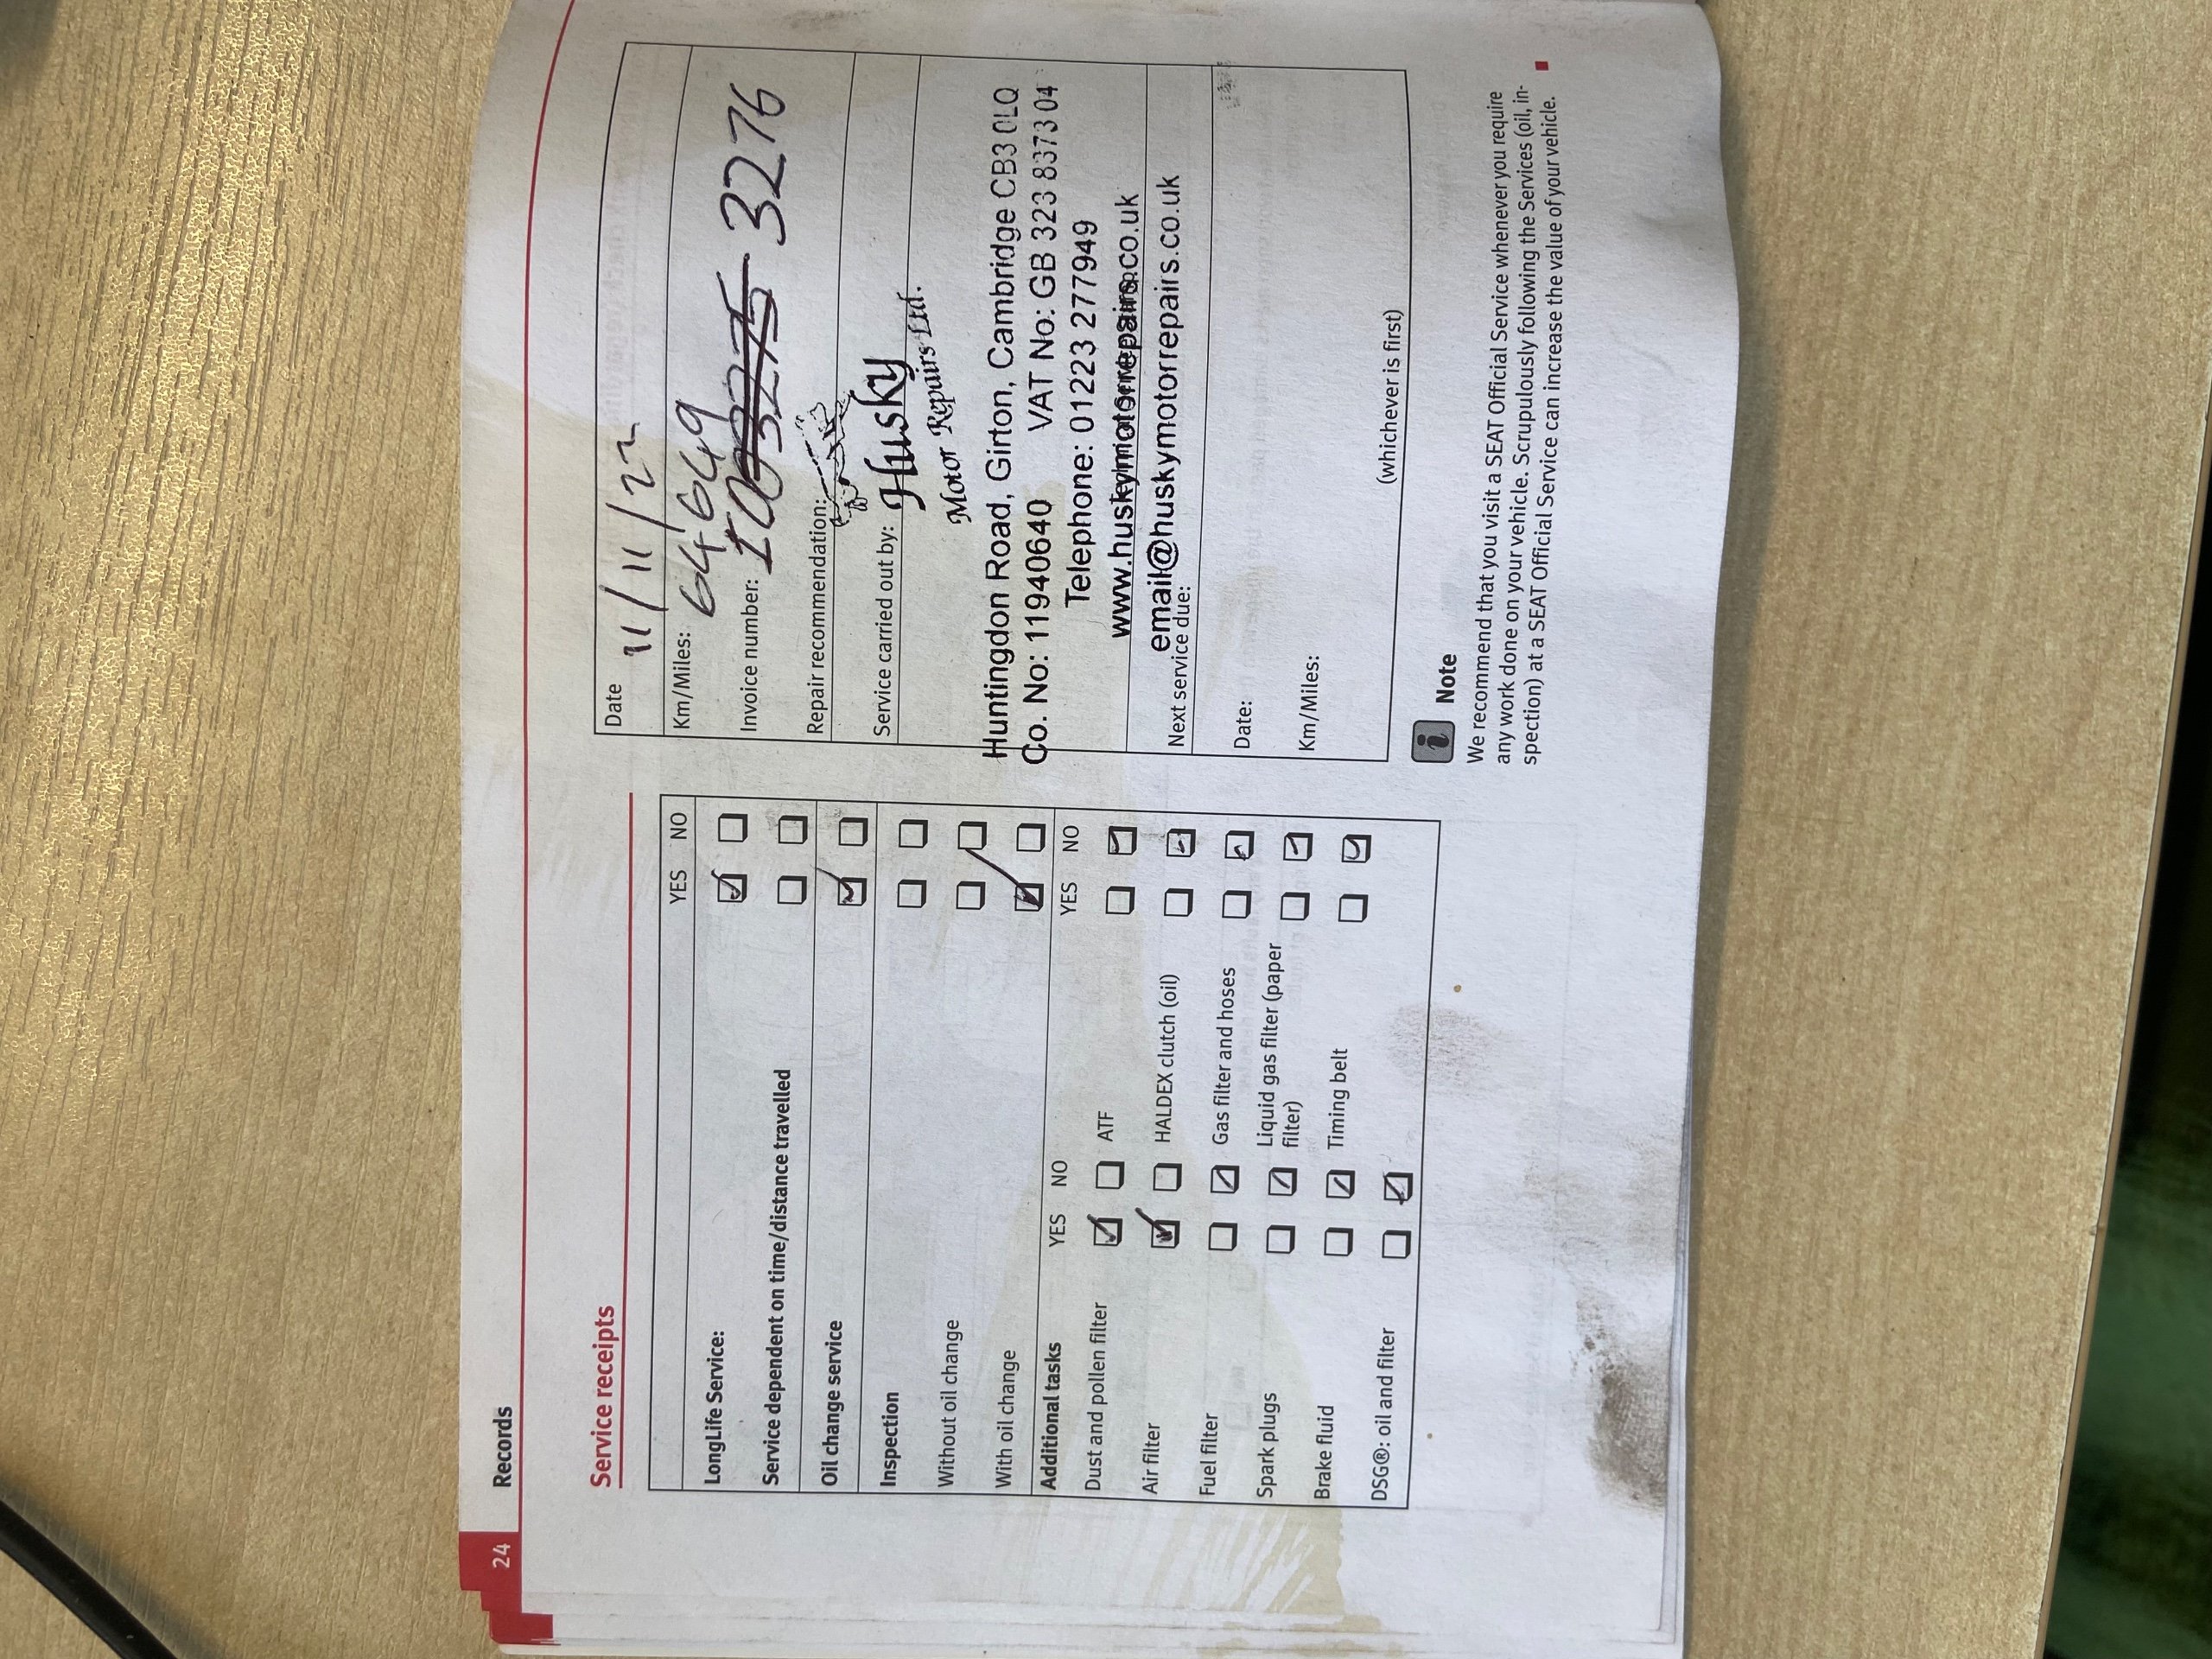 24
Records
Service receipts
YES NO
LongLife Service:
Service dependent on time/distance travelled
Oil change service
Inspection
Without oil change
With oil change
Additional tasks YES NO YES NO
Dust and pollen filter ATF
Air filter HALDEX clutch (oil)
Fuel filter Gas filter and hoses
Spark plugs Liquid gas filter (paper
filter)
Brake fluid Timing belt
DSG®: oil and filter
Date 11/11/22
Km/Miles: 64649
Invoice number: 3276
Repair recommendation:
Service carried out by: Husky
Motor Repairs Ltd.
Huntingdon Road, Girton, Cambridge CB3 0LQ
Co. No: 11940640 VAT No: GB 323 8373 04
Telephone: 01223 277949
www.huskymotorrepairs.co.uk
email@huskymotorrepairs.co.uk
Next service due:
Date:
Km/Miles:
(whichever is first)
i Note
We recommend that you visit a SEAT Official Service whenever you require
any work done on your vehicle. Scrupulously following the Services (oil, in-
spection) at a SEAT Official Service can increase the value of your vehicle.